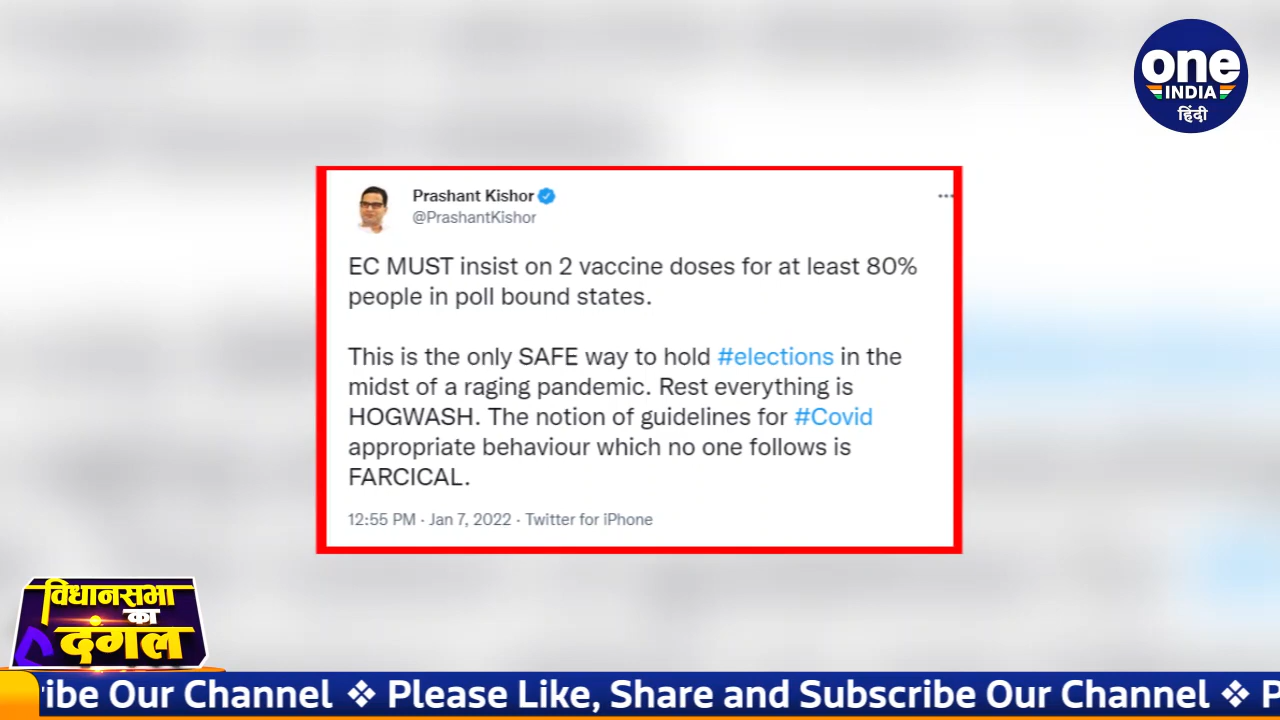 one
INDIA
हिंदी
Prashant Kishor
@PrashantKishor
EC MUST insist on 2 vaccine doses for at least 80%
people in poll bound states.
This is the only SAFE way to hold #elections in the
midst of a raging pandemic. Rest everything is
HOGWASH. The notion of guidelines for #Covid
appropriate behaviour which no one follows is
FARCICAL.
12:55 PM · Jan 7, 2022 · Twitter for iPhone
विधानसभा
का
दंगल
ribe Our Channel ❖ Please Like, Share and Subscribe Our Channel ❖ P